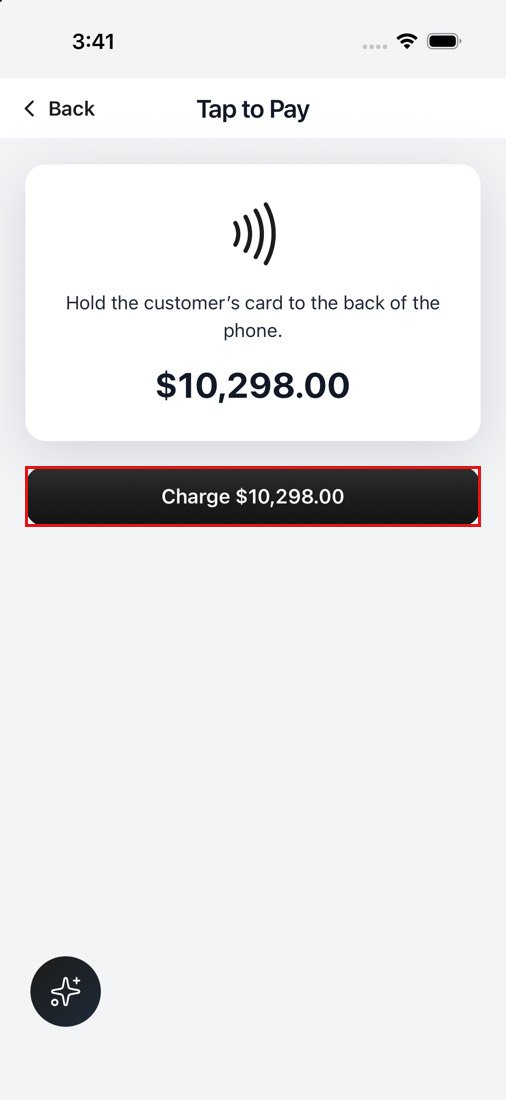 3:41
Back
Tap to Pay
Hold the customer's card to the back of the
phone.
$10,298.00
Charge $10,298.00